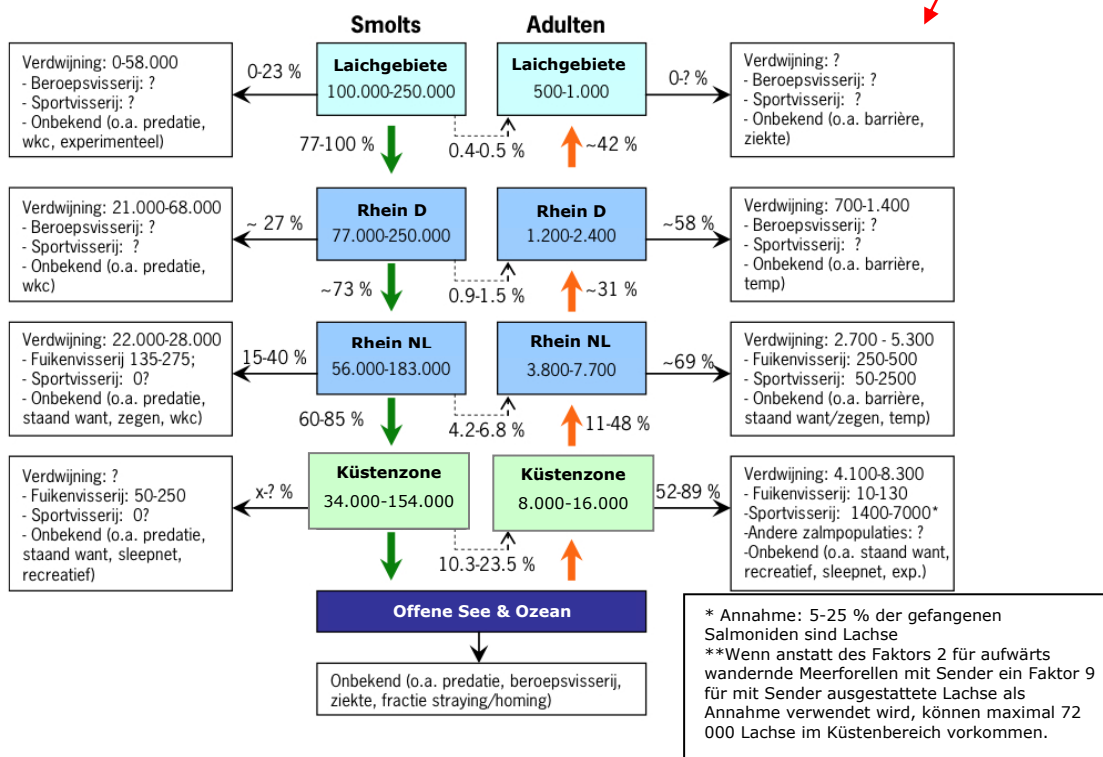 Smolts
Adulten
Verdwijning: 0-58.000
- Beroepsvisserij: ?
- Sportvisserij: ?
- Onbekend (o.a. predatie,
wkc, experimenteel)
0-23 %
Laichgebiete
100.000-250.000
Laichgebiete
500-1.000
0-? %
Verdwijning: ?
- Beroepsvisserij: ?
- Sportvisserij: ?
- Onbekend (o.a. barrière,
ziekte)
77-100 %
0.4-0.5 %
~42 %
Verdwijning: 21.000-68.000
- Beroepsvisserij: ?
- Sportvisserij: ?
- Onbekend (o.a. predatie,
wkc)
~ 27 %
Rhein D
77.000-250.000
Rhein D
1.200-2.400
~58 %
Verdwijning: 700-1.400
- Beroepsvisserij: ?
- Sportvisserij: ?
- Onbekend (o.a. barrière,
temp)
~73 %
0.9-1.5 %
~31 %
Verdwijning: 22.000-28.000
- Fuikenvisserij 135-275;
- Sportvisserij: 0?
- Onbekend (o.a. predatie,
staand want, zegen, wkc)
15-40 %
Rhein NL
56.000-183.000
Rhein NL
3.800-7.700
~69 %
Verdwijning: 2.700 - 5.300
- Fuikenvisserij: 250-500
- Sportvisserij: 50-2500
- Onbekend (o.a. barrière,
staand want/zegen, temp)
60-85 %
4.2-6.8 %
11-48 %
Verdwijning: ?
- Fuikenvisserij: 50-250
- Sportvisserij: 0?
- Onbekend (o.a. predatie,
staand want, sleepnet,
recreatief)
x-? %
Küstenzone
34.000-154.000
Küstenzone
8.000-16.000
52-89 %
Verdwijning: 4.100-8.300
- Fuikenvisserij: 10-130
-Sportvisserij: 1400-7000*
-Andere zalmpopulaties: ?
-Onbekend (o.a. staand want,
recreatief, sleepnet, exp.)
10.3-23.5 %
Offene See & Ozean
Onbekend (o.a. predatie, beroepsvisserij,
ziekte, fractie straying/homing)
* Annahme: 5-25 % der gefangenen
Salmoniden sind Lachse
**Wenn anstatt des Faktors 2 für aufwärts
wandernde Meerforellen mit Sender ein Faktor 9
für mit Sender ausgestattete Lachse als
Annahme verwendet wird, können maximal 72
000 Lachse im Küstenbereich vorkommen.